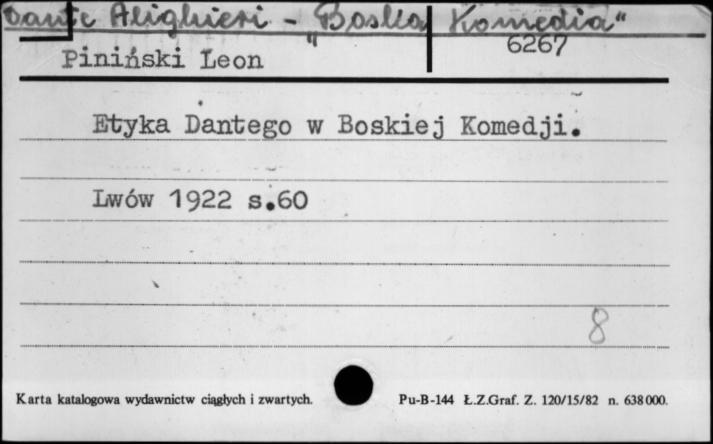 Dante Alighieri - "Boska Komedia"
6267
Piniński Leon
Etyka Dantego w Boskiej Komedji.
Lwów 1922 s.60
8
Karta katalogowa wydawnictw ciągłych i zwartych.
Pu-B-144 Ł.Z.Graf. Z. 120/15/82 n. 638000.